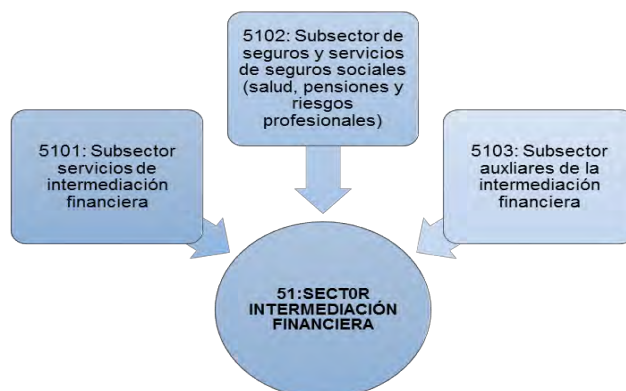 5102: Subsector de
seguros y servicios
de seguros sociales
(salud, pensiones y
riesgos
profesionales)
5101: Subsector
servicios de
intermediación
financiera
5103: Subsector
auxliares de la
intermediación
financiera
51:SECT0R
INTERMEDIACIÓN
FINANCIERA